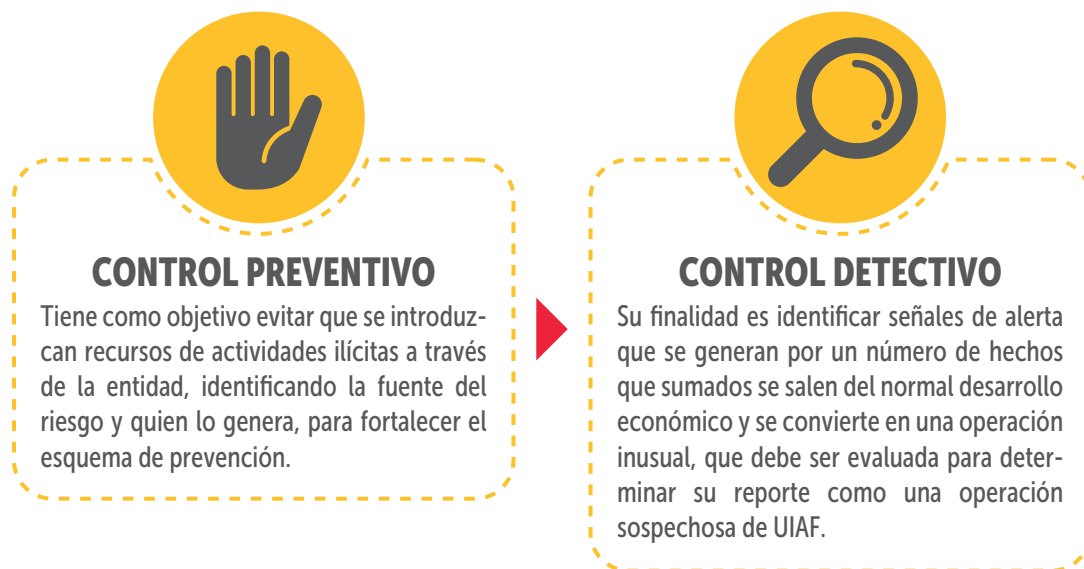 CONTROL PREVENTIVO
Tiene como objetivo evitar que se introduz-
can recursos de actividades ilícitas a través
de la entidad, identificando la fuente del
riesgo y quien lo genera, para fortalecer el
esquema de prevención.
CONTROL DETECTIVO
Su finalidad es identificar señales de alerta
que se generan por un número de hechos
que sumados se salen del normal desarrollo
económico y se convierte en una operación
inusual, que debe ser evaluada para deter-
minar su reporte como una operación
sospechosa de UIAF.